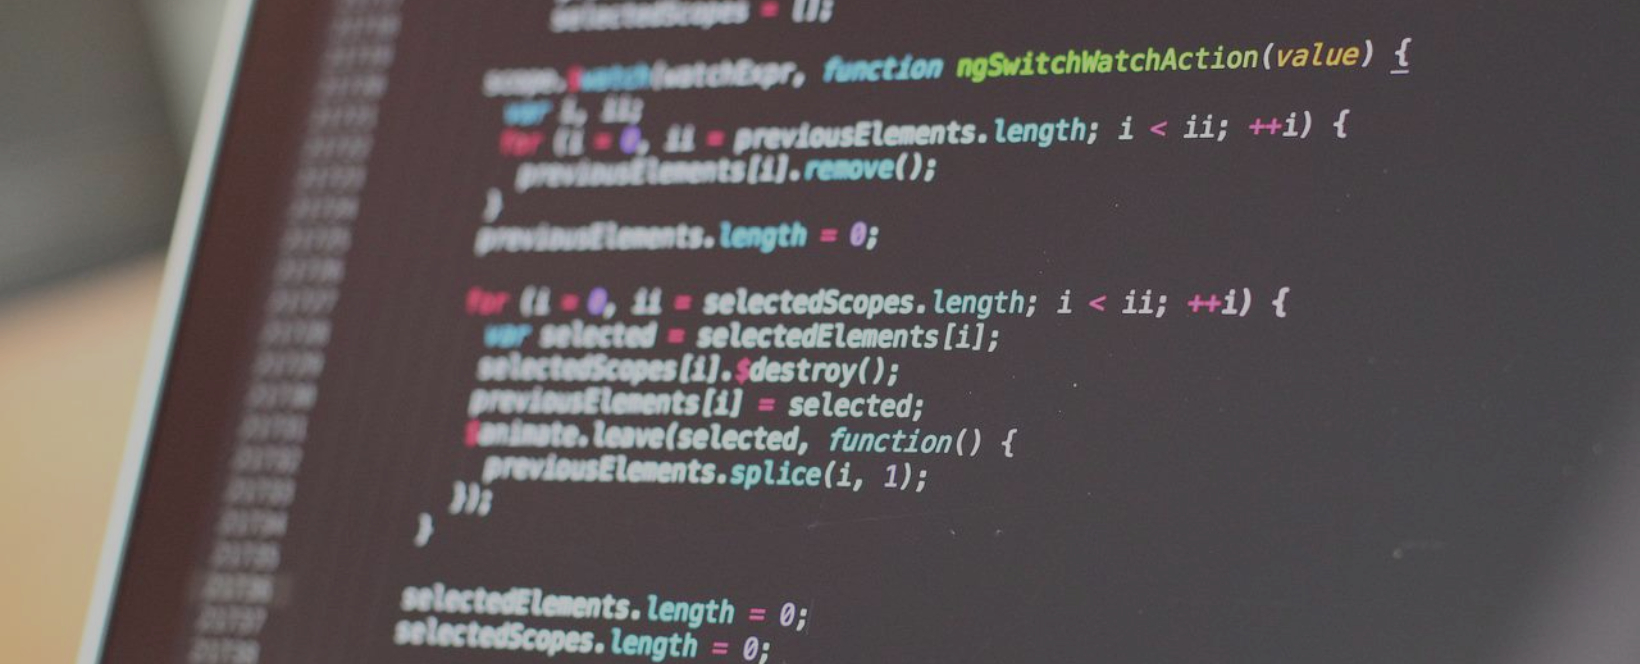 selectedScopes = [];
scope.$watch(watchExpr, function ngSwitchWatchAction(value) {
var i, ii;
for (i = 0, ii = previousElements.length; i < ii; ++i) {
previousElements[i].remove();
}
previousElements.length = 0;
for (i = 0, ii = selectedScopes.length; i < ii; ++i) {
var selected = selectedElements[i];
selectedScopes[i].$destroy();
previousElements[i] = selected;
$animate.leave(selected, function() {
previousElements.splice(i, 1);
});
}
selectedElements.length = 0;
selectedScopes.length = 0;